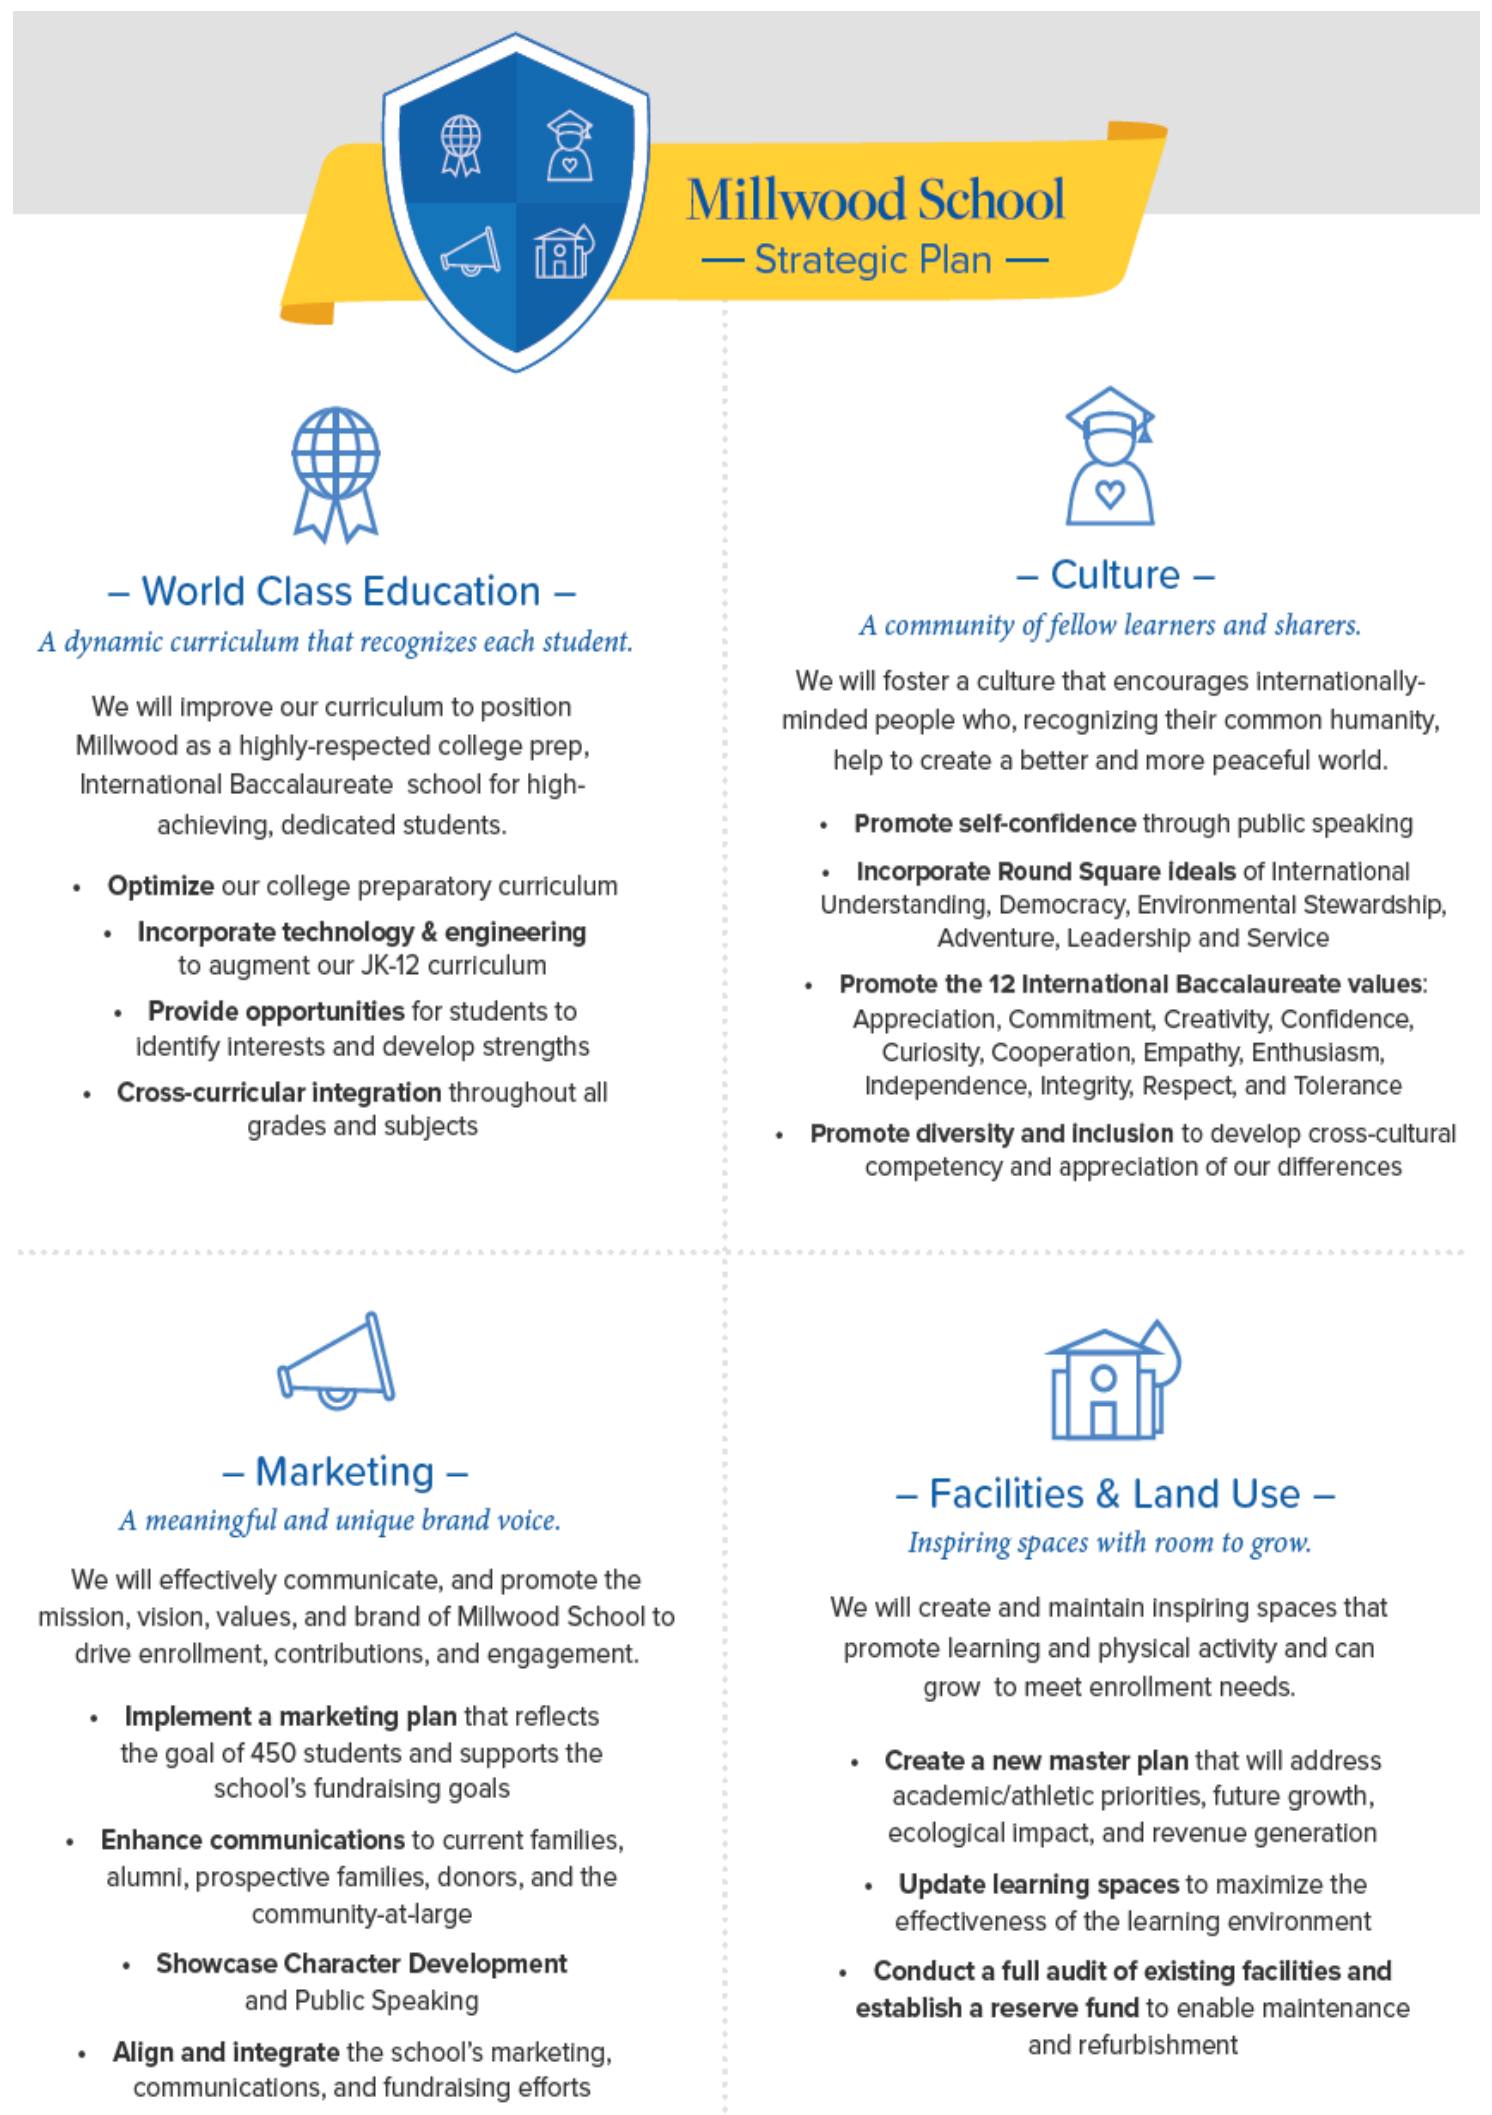 Millwood School
— Strategic Plan —
– World Class Education –
A dynamic curriculum that recognizes each student.
We will improve our curriculum to position
Millwood as a highly-respected college prep,
International Baccalaureate school for high-
achieving, dedicated students.
• Optimize our college preparatory curriculum
• Incorporate technology & engineering
to augment our JK-12 curriculum
• Provide opportunities for students to
identify interests and develop strengths
• Cross-curricular integration throughout all
grades and subjects
– Culture –
A community of fellow learners and sharers.
We will foster a culture that encourages internationally-
minded people who, recognizing their common humanity,
help to create a better and more peaceful world.
• Promote self-confidence through public speaking
• Incorporate Round Square ideals of International
Understanding, Democracy, Environmental Stewardship,
Adventure, Leadership and Service
• Promote the 12 International Baccalaureate values:
Appreciation, Commitment, Creativity, Confidence,
Curiosity, Cooperation, Empathy, Enthusiasm,
Independence, Integrity, Respect, and Tolerance
• Promote diversity and inclusion to develop cross-cultural
competency and appreciation of our differences
– Marketing –
A meaningful and unique brand voice.
We will effectively communicate, and promote the
mission, vision, values, and brand of Millwood School to
drive enrollment, contributions, and engagement.
• Implement a marketing plan that reflects
the goal of 450 students and supports the
school's fundraising goals
• Enhance communications to current families,
alumni, prospective families, donors, and the
community-at-large
• Showcase Character Development
and Public Speaking
• Align and integrate the school's marketing,
communications, and fundraising efforts
– Facilities & Land Use –
Inspiring spaces with room to grow.
We will create and maintain inspiring spaces that
promote learning and physical activity and can
grow to meet enrollment needs.
• Create a new master plan that will address
academic/athletic priorities, future growth,
ecological impact, and revenue generation
• Update learning spaces to maximize the
effectiveness of the learning environment
• Conduct a full audit of existing facilities and
establish a reserve fund to enable maintenance
and refurbishment